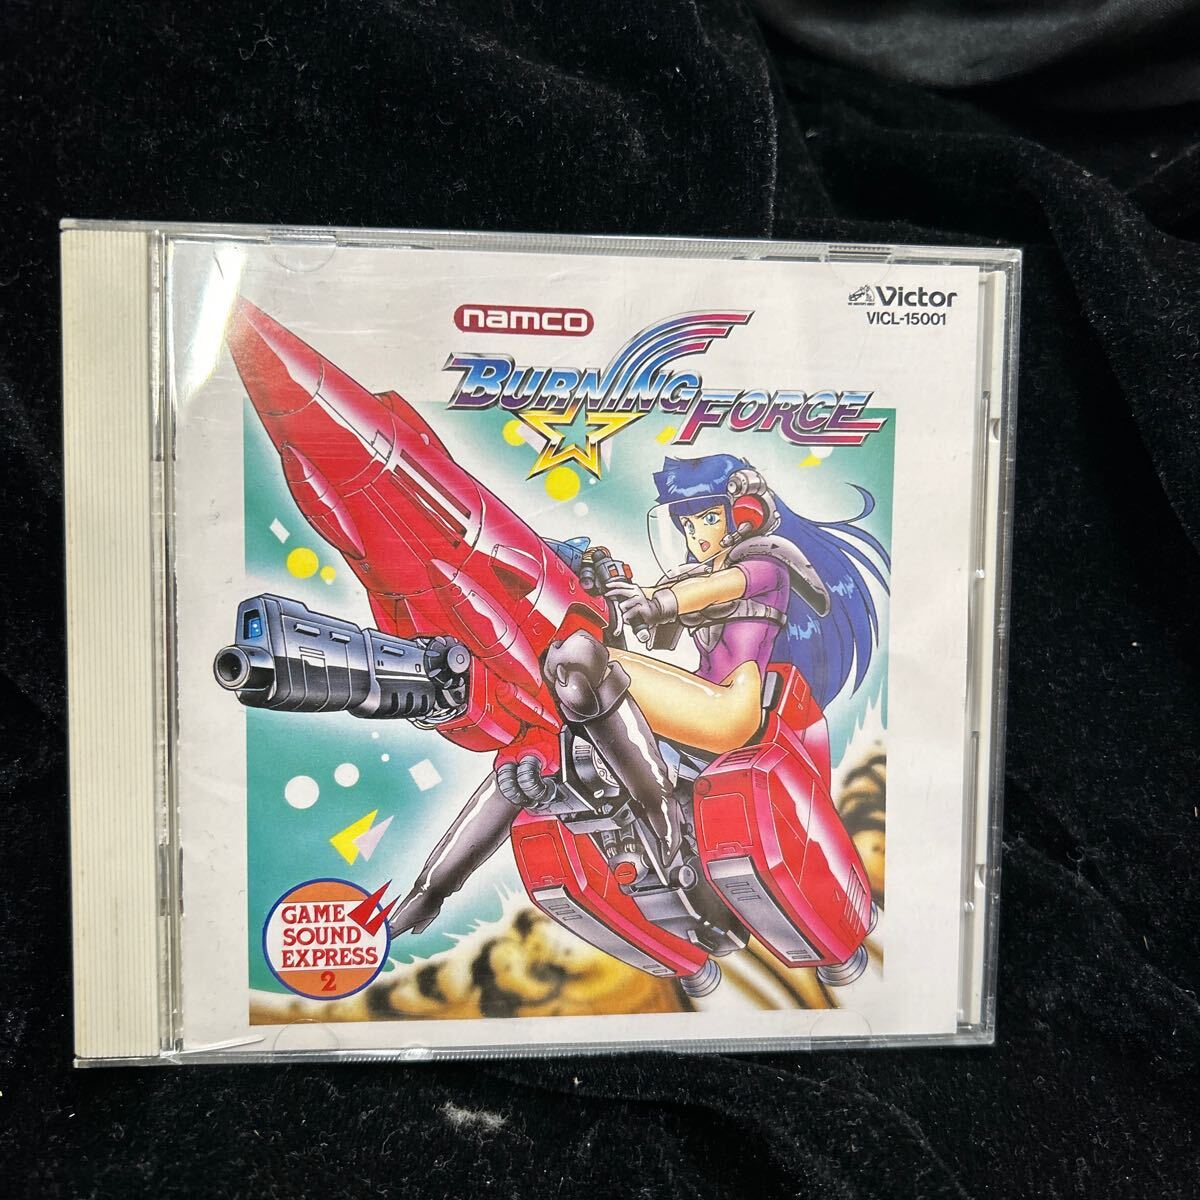 namco
Victor
VICL-15001
BURNING FORCE
GAME
SOUND
EXPRESS
2